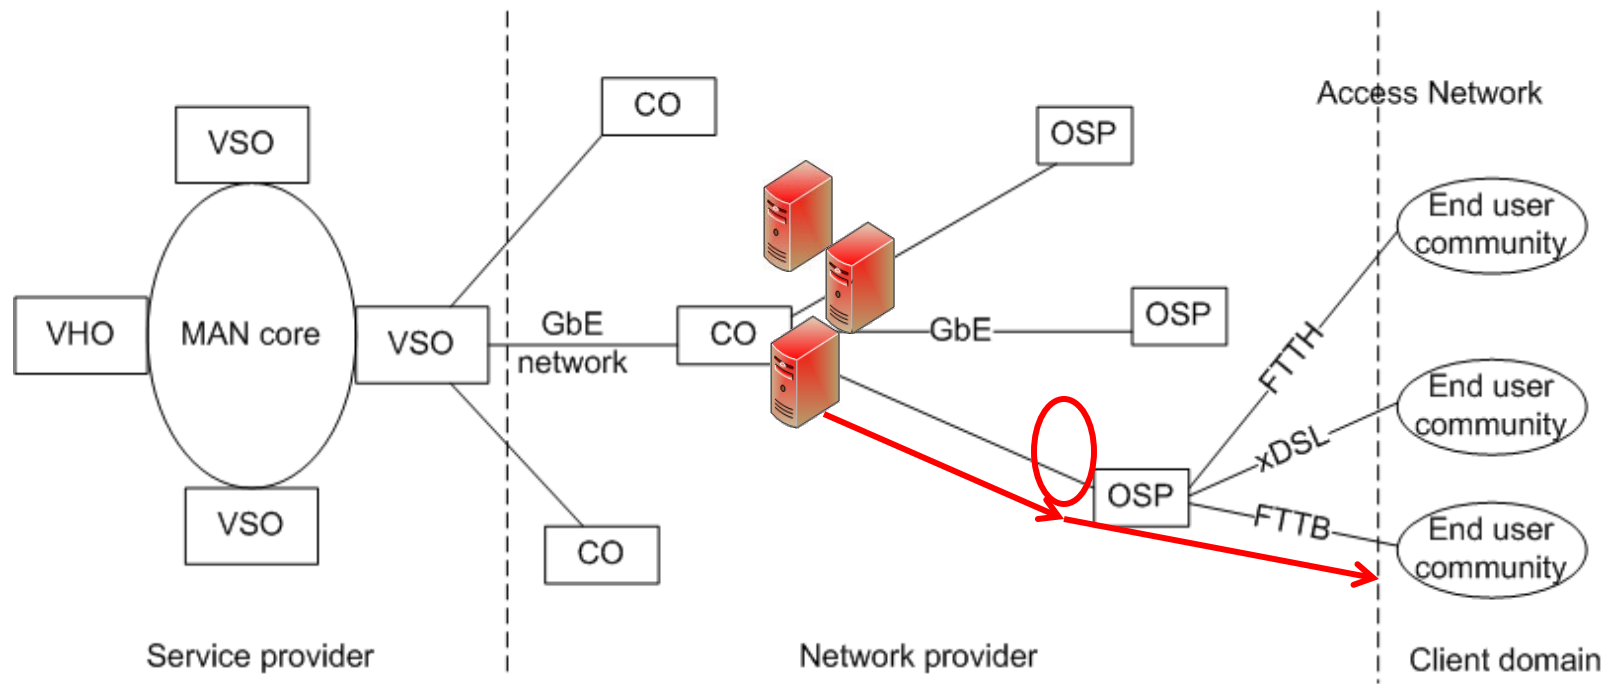 CO
Access Network
VSO
OSP
End user
community
VHO
MAN core
VSO
GbE
network
CO
GbE
OSP
FTTH
End user
community
xDSL
OSP
VSO
CO
FTTB
End user
community
Service provider
Network provider
Client domain